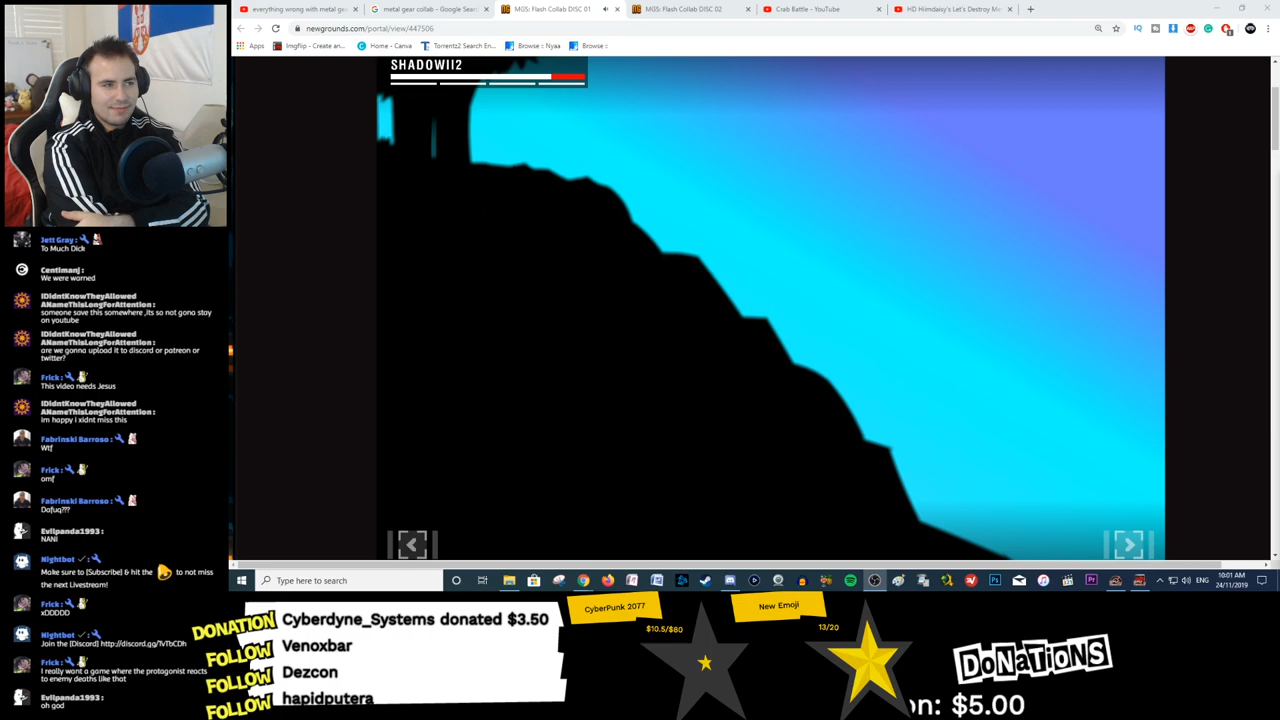 everything wrong with metal gea
metal gear collab - Google Sear
MGS: Flash Collab DISC 01
MGS: Flash Collab DISC 02
Crab Battle - YouTube
HD Hiimdaisy's Let's Destroy Me
newgrounds.com/portal/view/447506
Apps
Imgflip - Create an...
Home - Canva
Torrentz2 Search En...
Browse :: Nyaa
Browse ::
SHADOWII2
Jett Gray :
To Much Dick
Centimanj :
We were warned
IDidntKnowTheyAllowed
ANameThisLongForAttention :
someone save this somewhere ,its so not gona stay
on youtube
IDidntKnowTheyAllowed
ANameThisLongForAttention :
are we gonna upload it to discord or patreon or
twitter?
Frick :
This video needs Jesus
IDidntKnowTheyAllowed
ANameThisLongForAttention :
Im happy i xidnt miss this
Fabrinski Barroso :
Wtf
Frick :
omf
Fabrinski Barroso :
Dafuq???
Evilpanda1993 :
NANI
Nightbot ✓ :
Make sure to [Subscribe] & hit the to not miss
the next Livestream!
Frick :
xDDDDD
Nightbot ✓ :
Join the [Discord] http://discord.gg/TvTbCDh
Frick :
I really want a game where the protagonist reacts
to enemy deaths like that
Evilpanda1993 :
oh god
Type here to search
ENG
10:01 AM
24/11/2019
DONATION Cyberdyne_Systems donated $3.50
FOLLOW Venoxbar
FOLLOW Dezcon
FOLLOW hapidputera
CyberPunk 2077
$10.5/$80
New Emoji
13/20
DONATIONS
on: $5.00